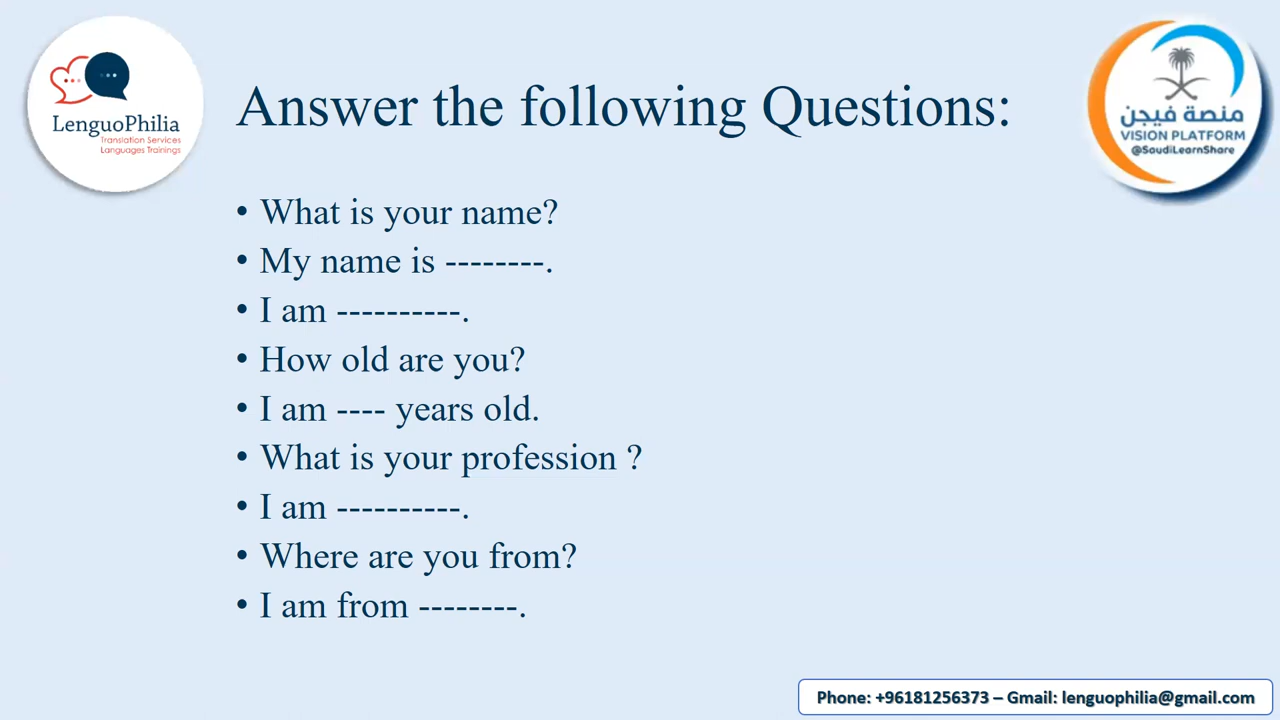 LenguoPhilia
Translation Services
Languages Trainings
Answer the following Questions:
منصة فيجن
VISION PLATFORM
@SaudiLearnShare
• What is your name?
• My name is --------.
• I am ----------.
• How old are you?
• I am ---- years old.
• What is your profession ?
• I am ----------.
• Where are you from?
• I am from --------.
Phone: +96181256373 – Gmail: lenguophilia@gmail.com